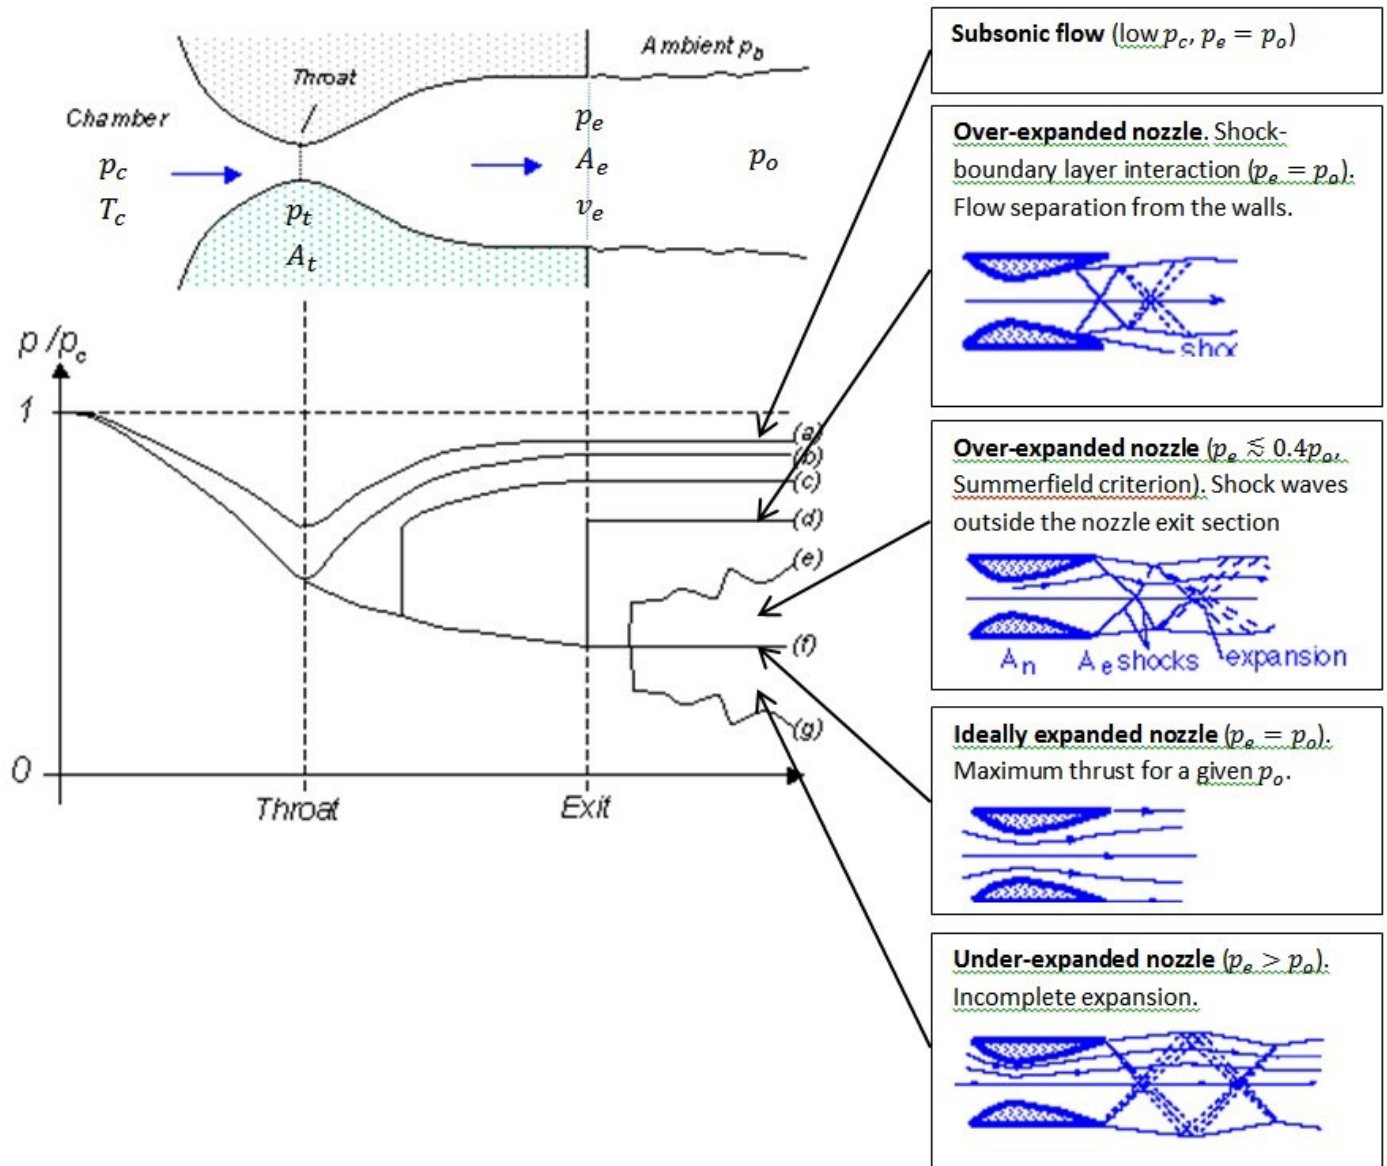 Ambient p_b
Throat
Chamber
p_c
T_c
p_t
A_t
p_e
A_e
v_e
p_o
p/p_c
1
0
(a)
(b)
(c)
(d)
(e)
(f)
(g)
Throat
Exit
Subsonic flow (low p_c, p_e = p_o)
Over-expanded nozzle. Shock-
boundary layer interaction (p_e = p_o).
Flow separation from the walls.
shoc
Over-expanded nozzle (p_e ≲ 0.4p_o,
Summerfield criterion). Shock waves
outside the nozzle exit section
A_n
A_e shocks
expansion
Ideally expanded nozzle (p_e = p_o).
Maximum thrust for a given p_o.
Under-expanded nozzle (p_e > p_o).
Incomplete expansion.